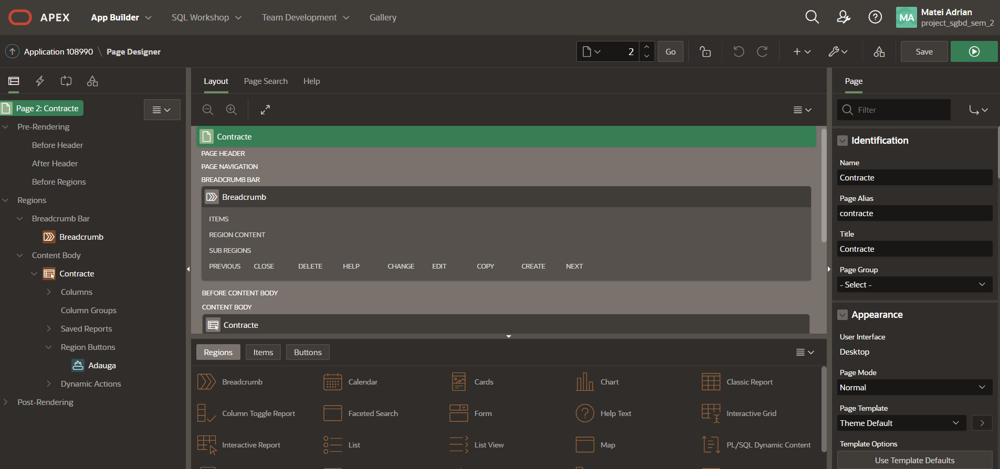 APEX App Builder SQL Workshop Team Development Gallery MA Matei Adrian
project_sgbd_sem_2
Application 108990 \ Page Designer 2 Go Save
Layout Page Search Help
Page
Page 2: Contracte
Pre-Rendering
Before Header
After Header
Before Regions
Regions
Breadcrumb Bar
Breadcrumb
Content Body
Contracte
Columns
Column Groups
Saved Reports
Region Buttons
Adauga
Dynamic Actions
Post-Rendering
Contracte
PAGE HEADER
PAGE NAVIGATION
BREADCRUMB BAR
Breadcrumb
ITEMS
REGION CONTENT
SUB REGIONS
PREVIOUS CLOSE DELETE HELP CHANGE EDIT COPY CREATE NEXT
BEFORE CONTENT BODY
CONTENT BODY
Contracte
Regions Items Buttons
Breadcrumb Calendar Cards Chart Classic Report
Column Toggle Report Faceted Search Form Help Text Interactive Grid
Interactive Report List List View Map PL/SQL Dynamic Content
Filter
Identification
Name
Contracte
Page Alias
contracte
Title
Contracte
Page Group
- Select -
Appearance
User Interface
Desktop
Page Mode
Normal
Page Template
Theme Default
Template Options
Use Template Defaults